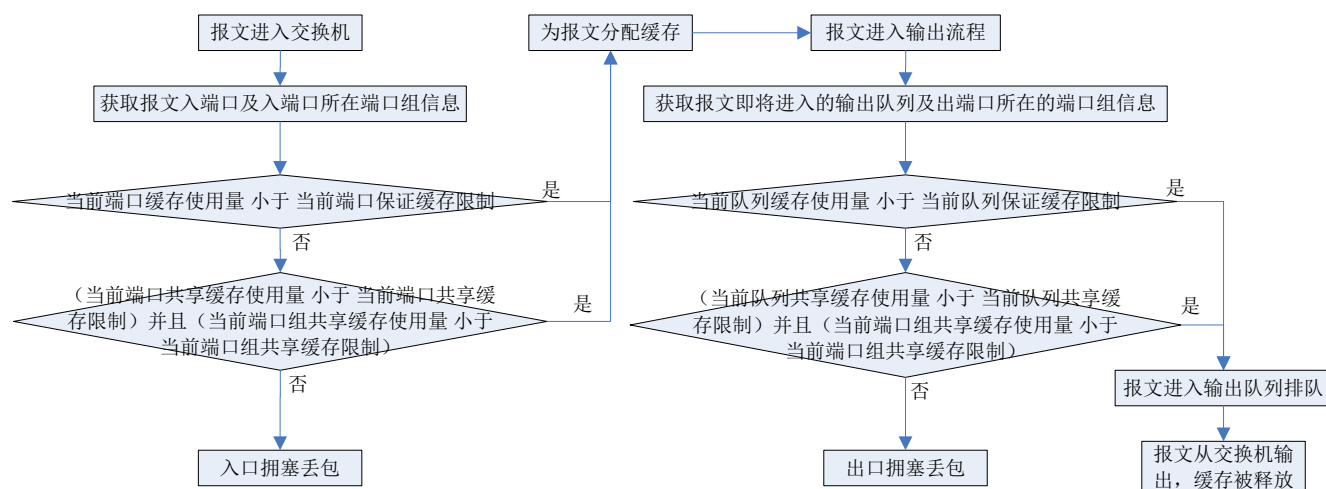 报文进入交换机
获取报文入端口及入端口所在端口组信息
当前端口缓存使用量 小于 当前端口保证缓存限制
是
否
（当前端口共享缓存使用量 小于 当前端口共享缓
存限制）并且（当前端口组共享缓存使用量 小于
当前端口组共享缓存限制）
是
否
入口拥塞丢包
为报文分配缓存
报文进入输出流程
获取报文即将进入的输出队列及出端口所在的端口组信息
当前队列缓存使用量 小于 当前队列保证缓存限制
是
否
（当前队列共享缓存使用量 小于 当前队列共享缓
存限制）并且（当前端口组共享缓存使用量 小于
当前端口组共享缓存限制）
是
否
出口拥塞丢包
报文进入输出队列排队
报文从交换机输
出，缓存被释放